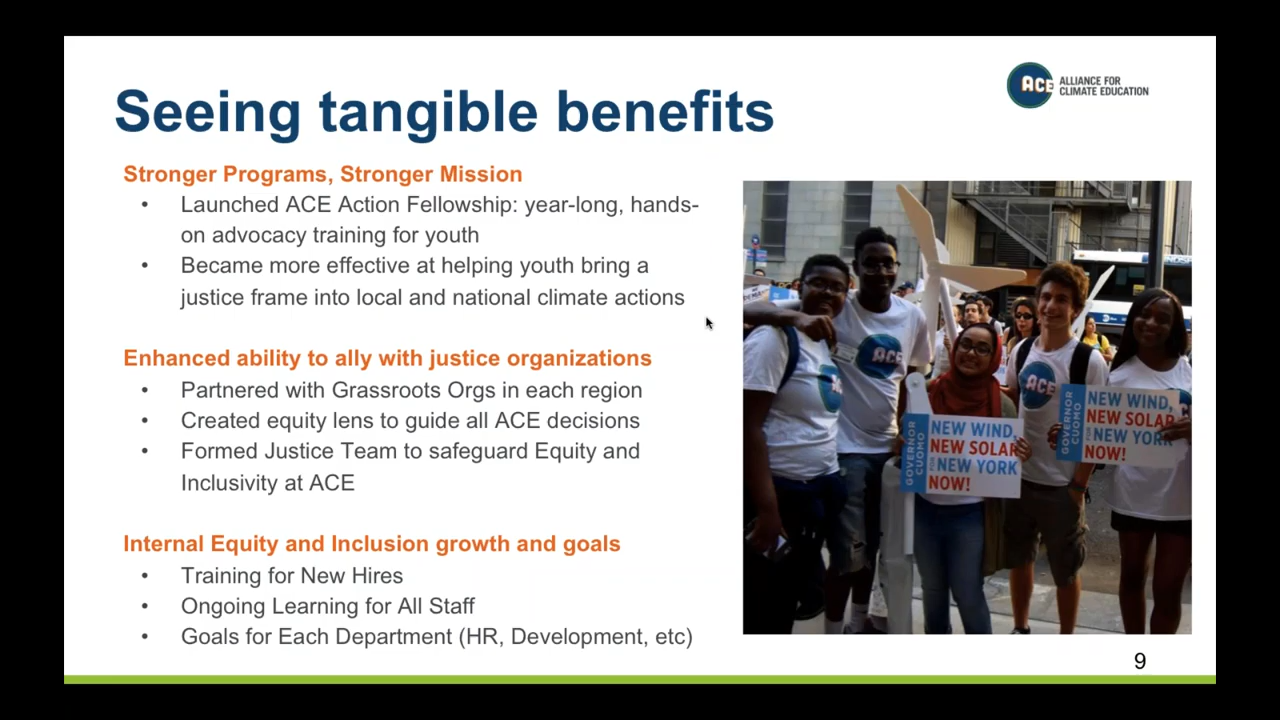 ACE ALLIANCE FOR
CLIMATE EDUCATION
Seeing tangible benefits
Stronger Programs, Stronger Mission
• Launched ACE Action Fellowship: year-long, hands-
on advocacy training for youth
• Became more effective at helping youth bring a
justice frame into local and national climate actions
Enhanced ability to ally with justice organizations
• Partnered with Grassroots Orgs in each region
• Created equity lens to guide all ACE decisions
• Formed Justice Team to safeguard Equity and
Inclusivity at ACE
Internal Equity and Inclusion growth and goals
• Training for New Hires
• Ongoing Learning for All Staff
• Goals for Each Department (HR, Development, etc)
ACE
ACE
GOVERNOR
CUOMO
NEW WIND,
NEW SOLAR
FOR NEW YORK
NOW!
GOVERNOR
CUOMO
NEW WIND,
NEW SOLAR
FOR NEW YORK
NOW!
9